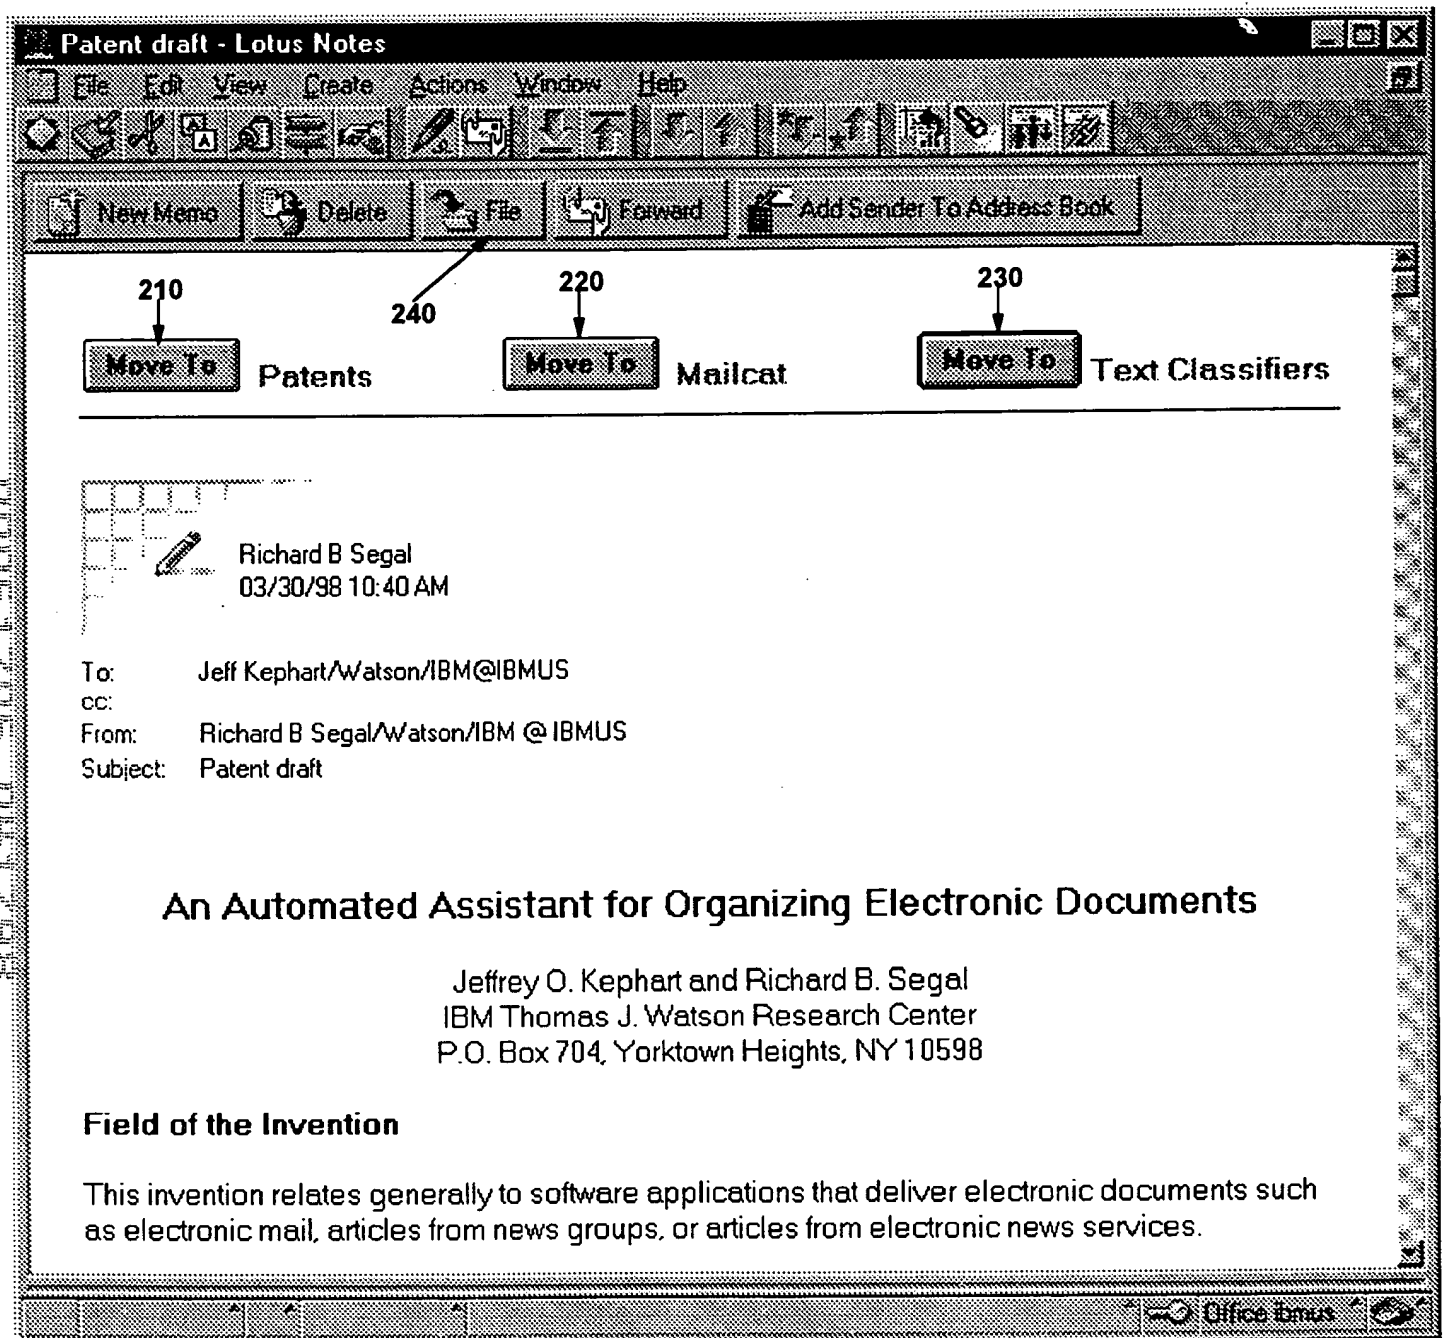 Patent draft - Lotus Notes
File Edit View Create Actions Window Help
New Memo Delete File Forward Add Sender To Address Book
210 240 220 230
Move To Patents Move To Mailcat Move To Text Classifiers
Richard B Segal
03/30/98 10:40 AM
To: Jeff Kephart/Watson/IBM@IBMUS
cc:
From: Richard B Segal/Watson/IBM @ IBMUS
Subject: Patent draft
An Automated Assistant for Organizing Electronic Documents
Jeffrey O. Kephart and Richard B. Segal
IBM Thomas J. Watson Research Center
P.O. Box 704, Yorktown Heights, NY 10598
Field of the Invention
This invention relates generally to software applications that deliver electronic documents such
as electronic mail, articles from news groups, or articles from electronic news services.
Office ibmus